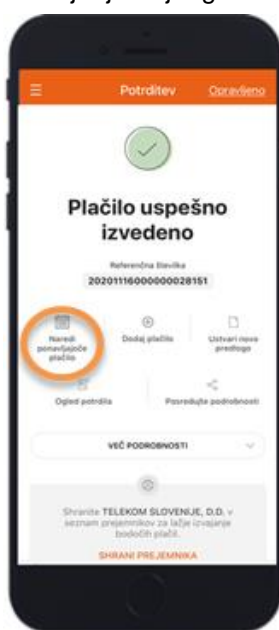 Potrditev
Opravljeno
Plačilo uspešno
izvedeno
Referenčna številka
20201116000000028151
Naredi
ponavljajoče
plačilo
Dodaj plačilo
Ustvari novo
predlogo
Ogled potrdila
Posredujte podrobnosti
VEČ PODROBNOSTI
Shranite TELEKOM SLOVENIJE, D.D. v
seznam prejemnikov za lažje izvajanje
bodočih plačil.
SHRANI PREJEMNIKA